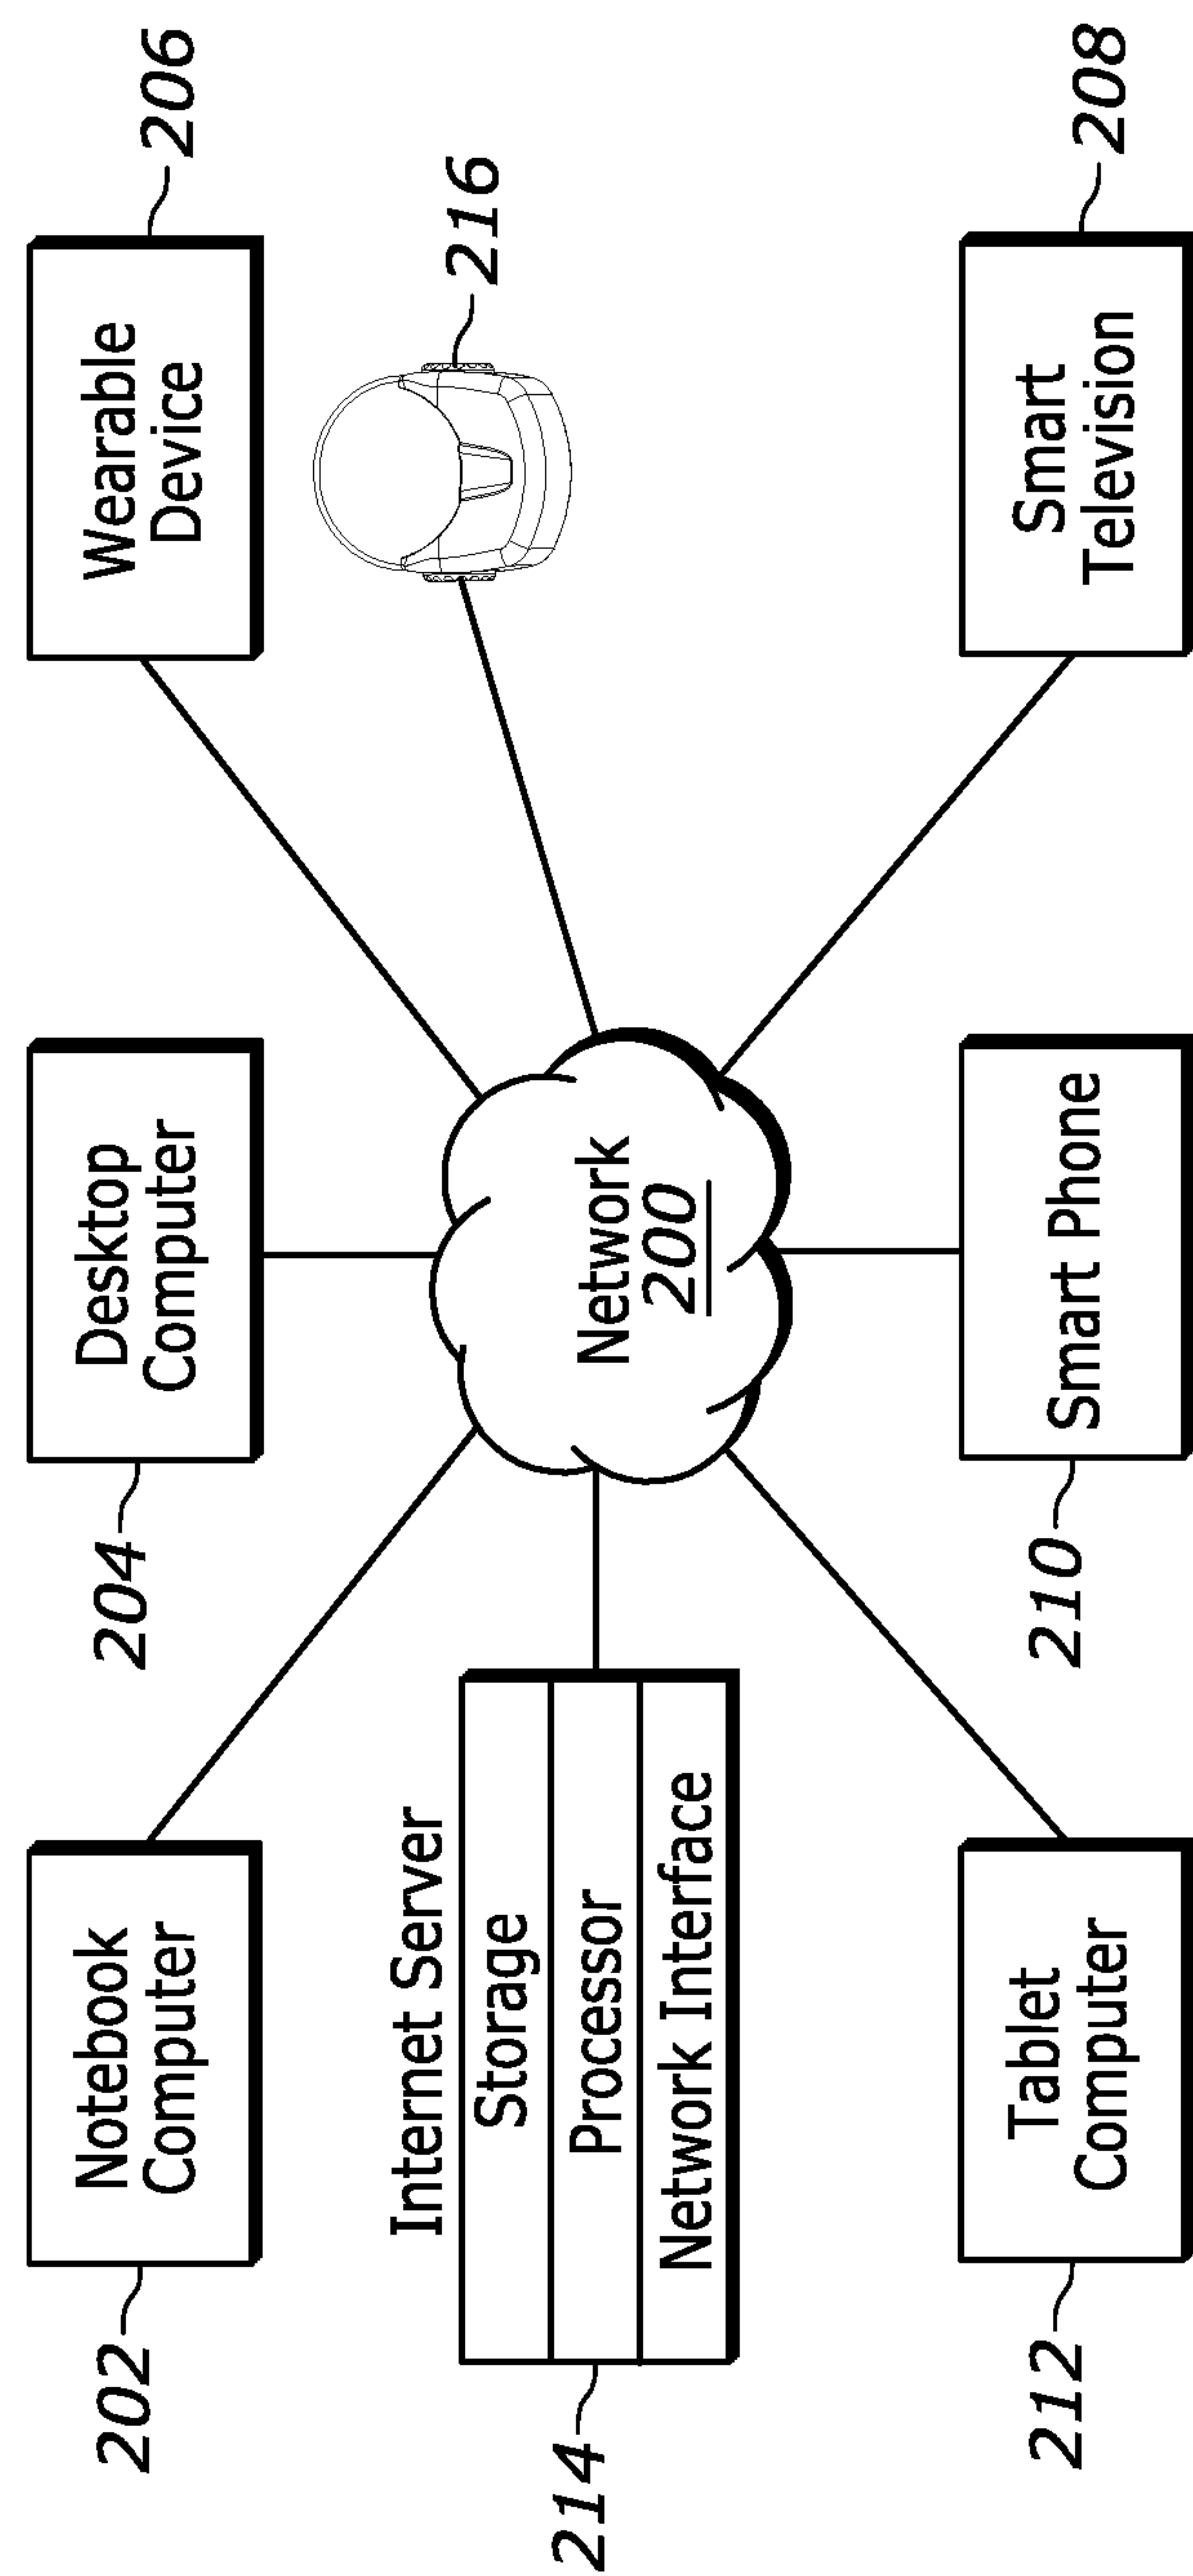 202
Notebook
Computer
204
Desktop
Computer
Wearable
Device
206
Internet Server
214
Storage
Processor
Network Interface
Network
200
216
212
Tablet
Computer
210
Smart Phone
Smart
Television
208